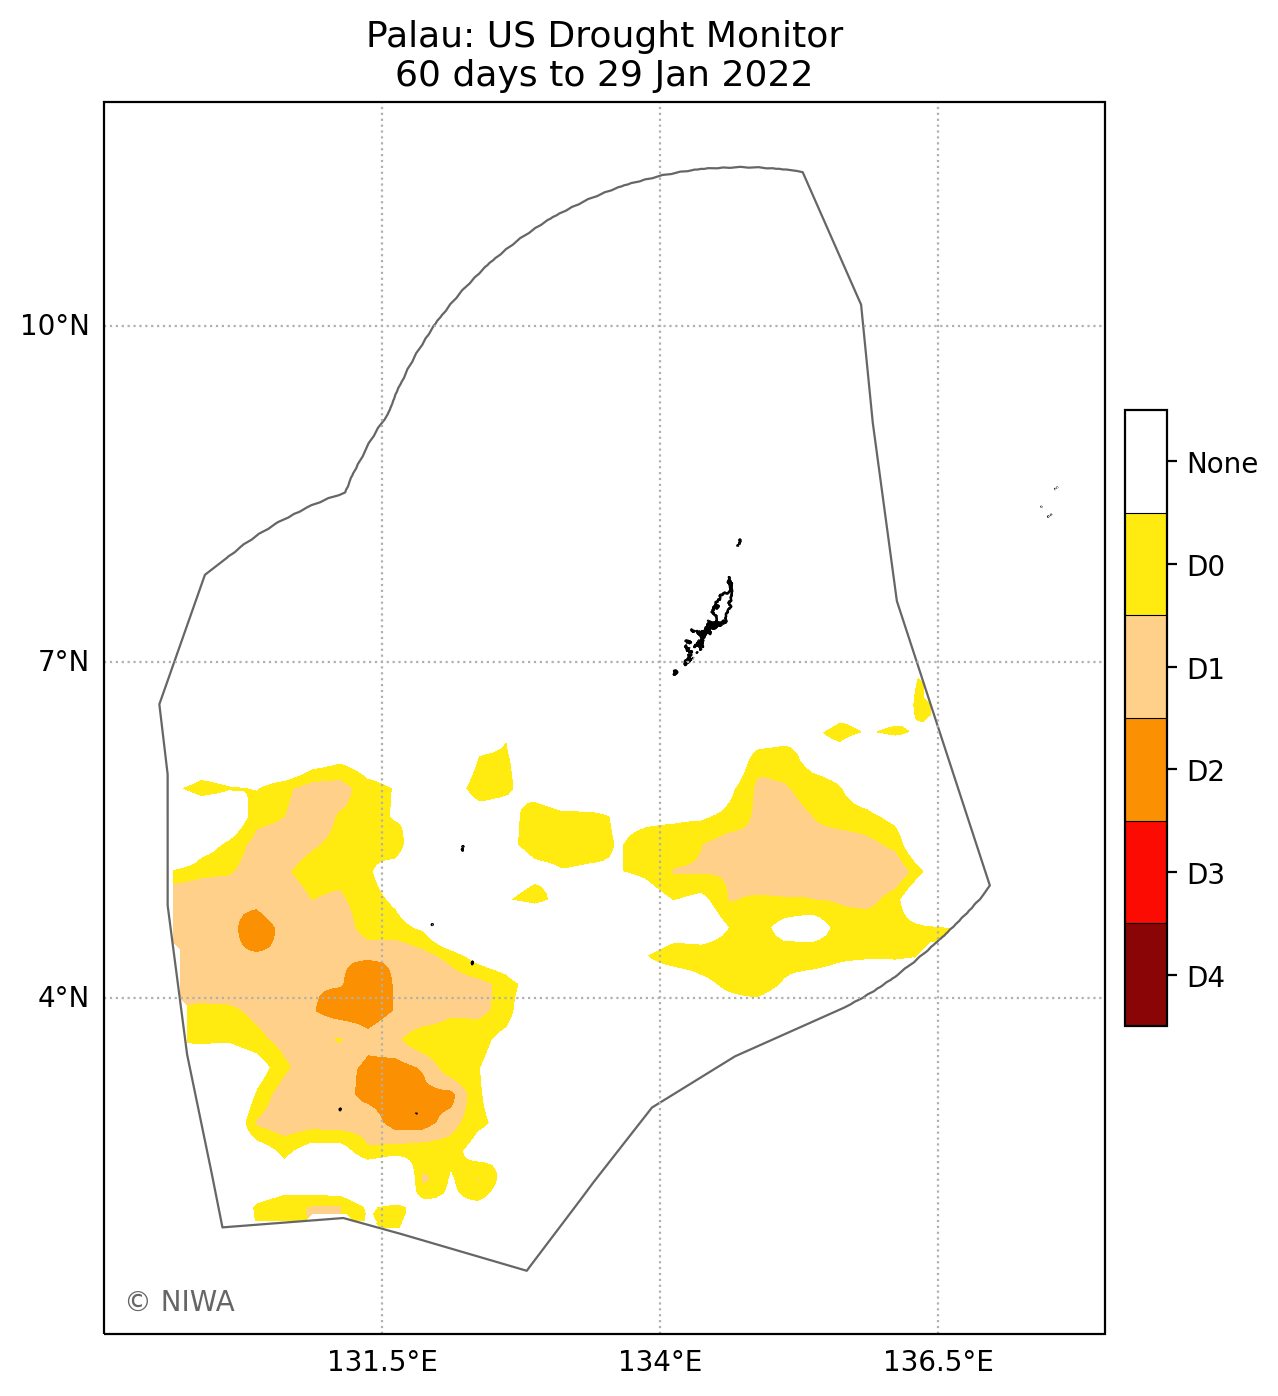 Palau: US Drought Monitor
60 days to 29 Jan 2022
10°N
7°N
4°N
131.5°E
134°E
136.5°E
None
D0
D1
D2
D3
D4
© NIWA